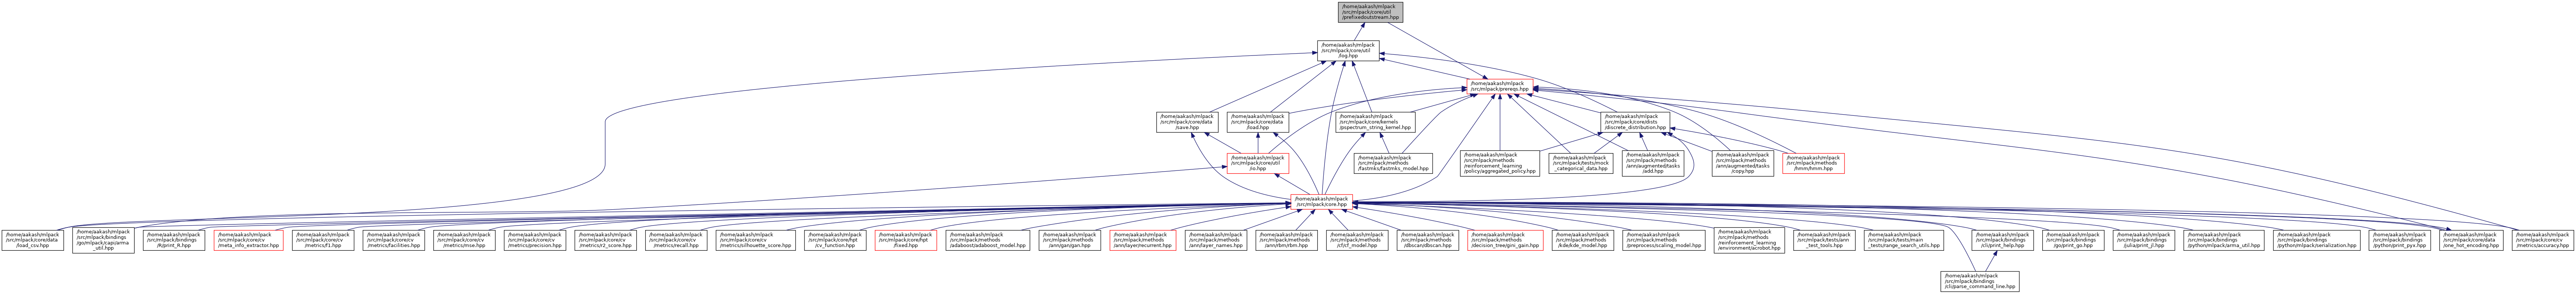 /home/aakash/mlpack
/src/mlpack/core/util
/prefixedoutstream.hpp
/home/aakash/mlpack
/src/mlpack/core/util
/log.hpp
/home/aakash/mlpack
/src/mlpack/prereqs.hpp
/home/aakash/mlpack
/src/mlpack/core/data
/save.hpp
/home/aakash/mlpack
/src/mlpack/core/data
/load.hpp
/home/aakash/mlpack
/src/mlpack/core/kernels
/pspectrum_string_kernel.hpp
/home/aakash/mlpack
/src/mlpack/core/dists
/discrete_distribution.hpp
/home/aakash/mlpack
/src/mlpack/core/util
/io.hpp
/home/aakash/mlpack
/src/mlpack/methods
/fastmks/fastmks_model.hpp
/home/aakash/mlpack
/src/mlpack/methods
/reinforcement_learning
/policy/aggregated_policy.hpp
/home/aakash/mlpack
/src/mlpack/tests/mock
_categorical_data.hpp
/home/aakash/mlpack
/src/mlpack/methods
/ann/augmented/tasks
/add.hpp
/home/aakash/mlpack
/src/mlpack/methods
/ann/augmented/tasks
/copy.hpp
/home/aakash/mlpack
/src/mlpack/methods
/hmm/hmm.hpp
/home/aakash/mlpack
/src/mlpack/core.hpp
/home/aakash/mlpack
/src/mlpack/core/data
/load_csv.hpp
/home/aakash/mlpack
/src/mlpack/bindings
/go/mlpack/capi/arma
_util.hpp
/home/aakash/mlpack
/src/mlpack/bindings
/R/print_R.hpp
/home/aakash/mlpack
/src/mlpack/core/cv
/meta_info_extractor.hpp
/home/aakash/mlpack
/src/mlpack/core/cv
/metrics/f1.hpp
/home/aakash/mlpack
/src/mlpack/core/cv
/metrics/facilities.hpp
/home/aakash/mlpack
/src/mlpack/core/cv
/metrics/mse.hpp
/home/aakash/mlpack
/src/mlpack/core/cv
/metrics/precision.hpp
/home/aakash/mlpack
/src/mlpack/core/cv
/metrics/r2_score.hpp
/home/aakash/mlpack
/src/mlpack/core/cv
/metrics/recall.hpp
/home/aakash/mlpack
/src/mlpack/core/cv
/metrics/silhouette_score.hpp
/home/aakash/mlpack
/src/mlpack/core/hpt
/cv_function.hpp
/home/aakash/mlpack
/src/mlpack/core/hpt
/fixed.hpp
/home/aakash/mlpack
/src/mlpack/methods
/adaboost/adaboost_model.hpp
/home/aakash/mlpack
/src/mlpack/methods
/ann/gan/gan.hpp
/home/aakash/mlpack
/src/mlpack/methods
/ann/layer/recurrent.hpp
/home/aakash/mlpack
/src/mlpack/methods
/ann/layer_names.hpp
/home/aakash/mlpack
/src/mlpack/methods
/ann/rbm/rbm.hpp
/home/aakash/mlpack
/src/mlpack/methods
/cf/cf_model.hpp
/home/aakash/mlpack
/src/mlpack/methods
/dbscan/dbscan.hpp
/home/aakash/mlpack
/src/mlpack/methods
/decision_tree/gini_gain.hpp
/home/aakash/mlpack
/src/mlpack/methods
/kde/kde_model.hpp
/home/aakash/mlpack
/src/mlpack/methods
/preprocess/scaling_model.hpp
/home/aakash/mlpack
/src/mlpack/methods
/reinforcement_learning
/environment/acrobot.hpp
/home/aakash/mlpack
/src/mlpack/tests/ann
_test_tools.hpp
/home/aakash/mlpack
/src/mlpack/tests/main
_tests/range_search_utils.hpp
/home/aakash/mlpack
/src/mlpack/bindings
/cli/print_help.hpp
/home/aakash/mlpack
/src/mlpack/bindings
/go/print_go.hpp
/home/aakash/mlpack
/src/mlpack/bindings
/julia/print_jl.hpp
/home/aakash/mlpack
/src/mlpack/bindings
/python/mlpack/arma_util.hpp
/home/aakash/mlpack
/src/mlpack/bindings
/python/mlpack/serialization.hpp
/home/aakash/mlpack
/src/mlpack/bindings
/python/print_pyx.hpp
/home/aakash/mlpack
/src/mlpack/core/data
/one_hot_encoding.hpp
/home/aakash/mlpack
/src/mlpack/core/cv
/metrics/accuracy.hpp
/home/aakash/mlpack
/src/mlpack/bindings
/cli/parse_command_line.hpp